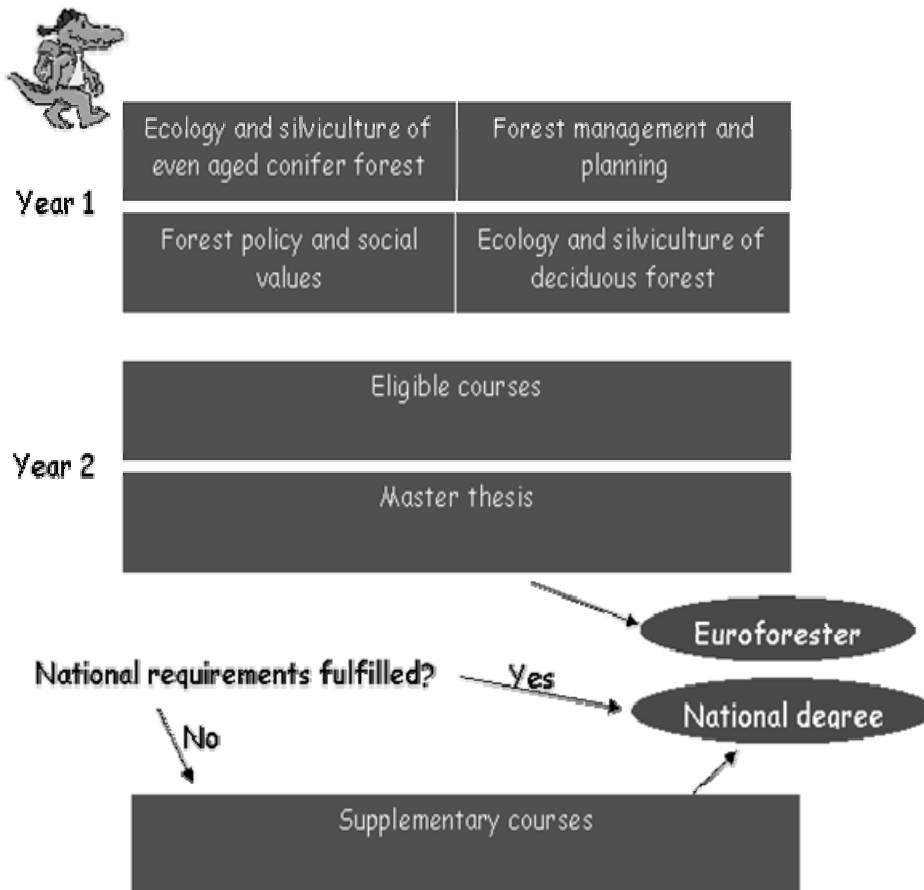 Ecology and silviculture of
even aged conifer forest
Forest management and
planning
Year 1
Forest policy and social
values
Ecology and silviculture of
deciduous forest
Eligible courses
Year 2
Master thesis
Euroforester
National requirements fulfilled?
Yes
National degree
No
Supplementary courses